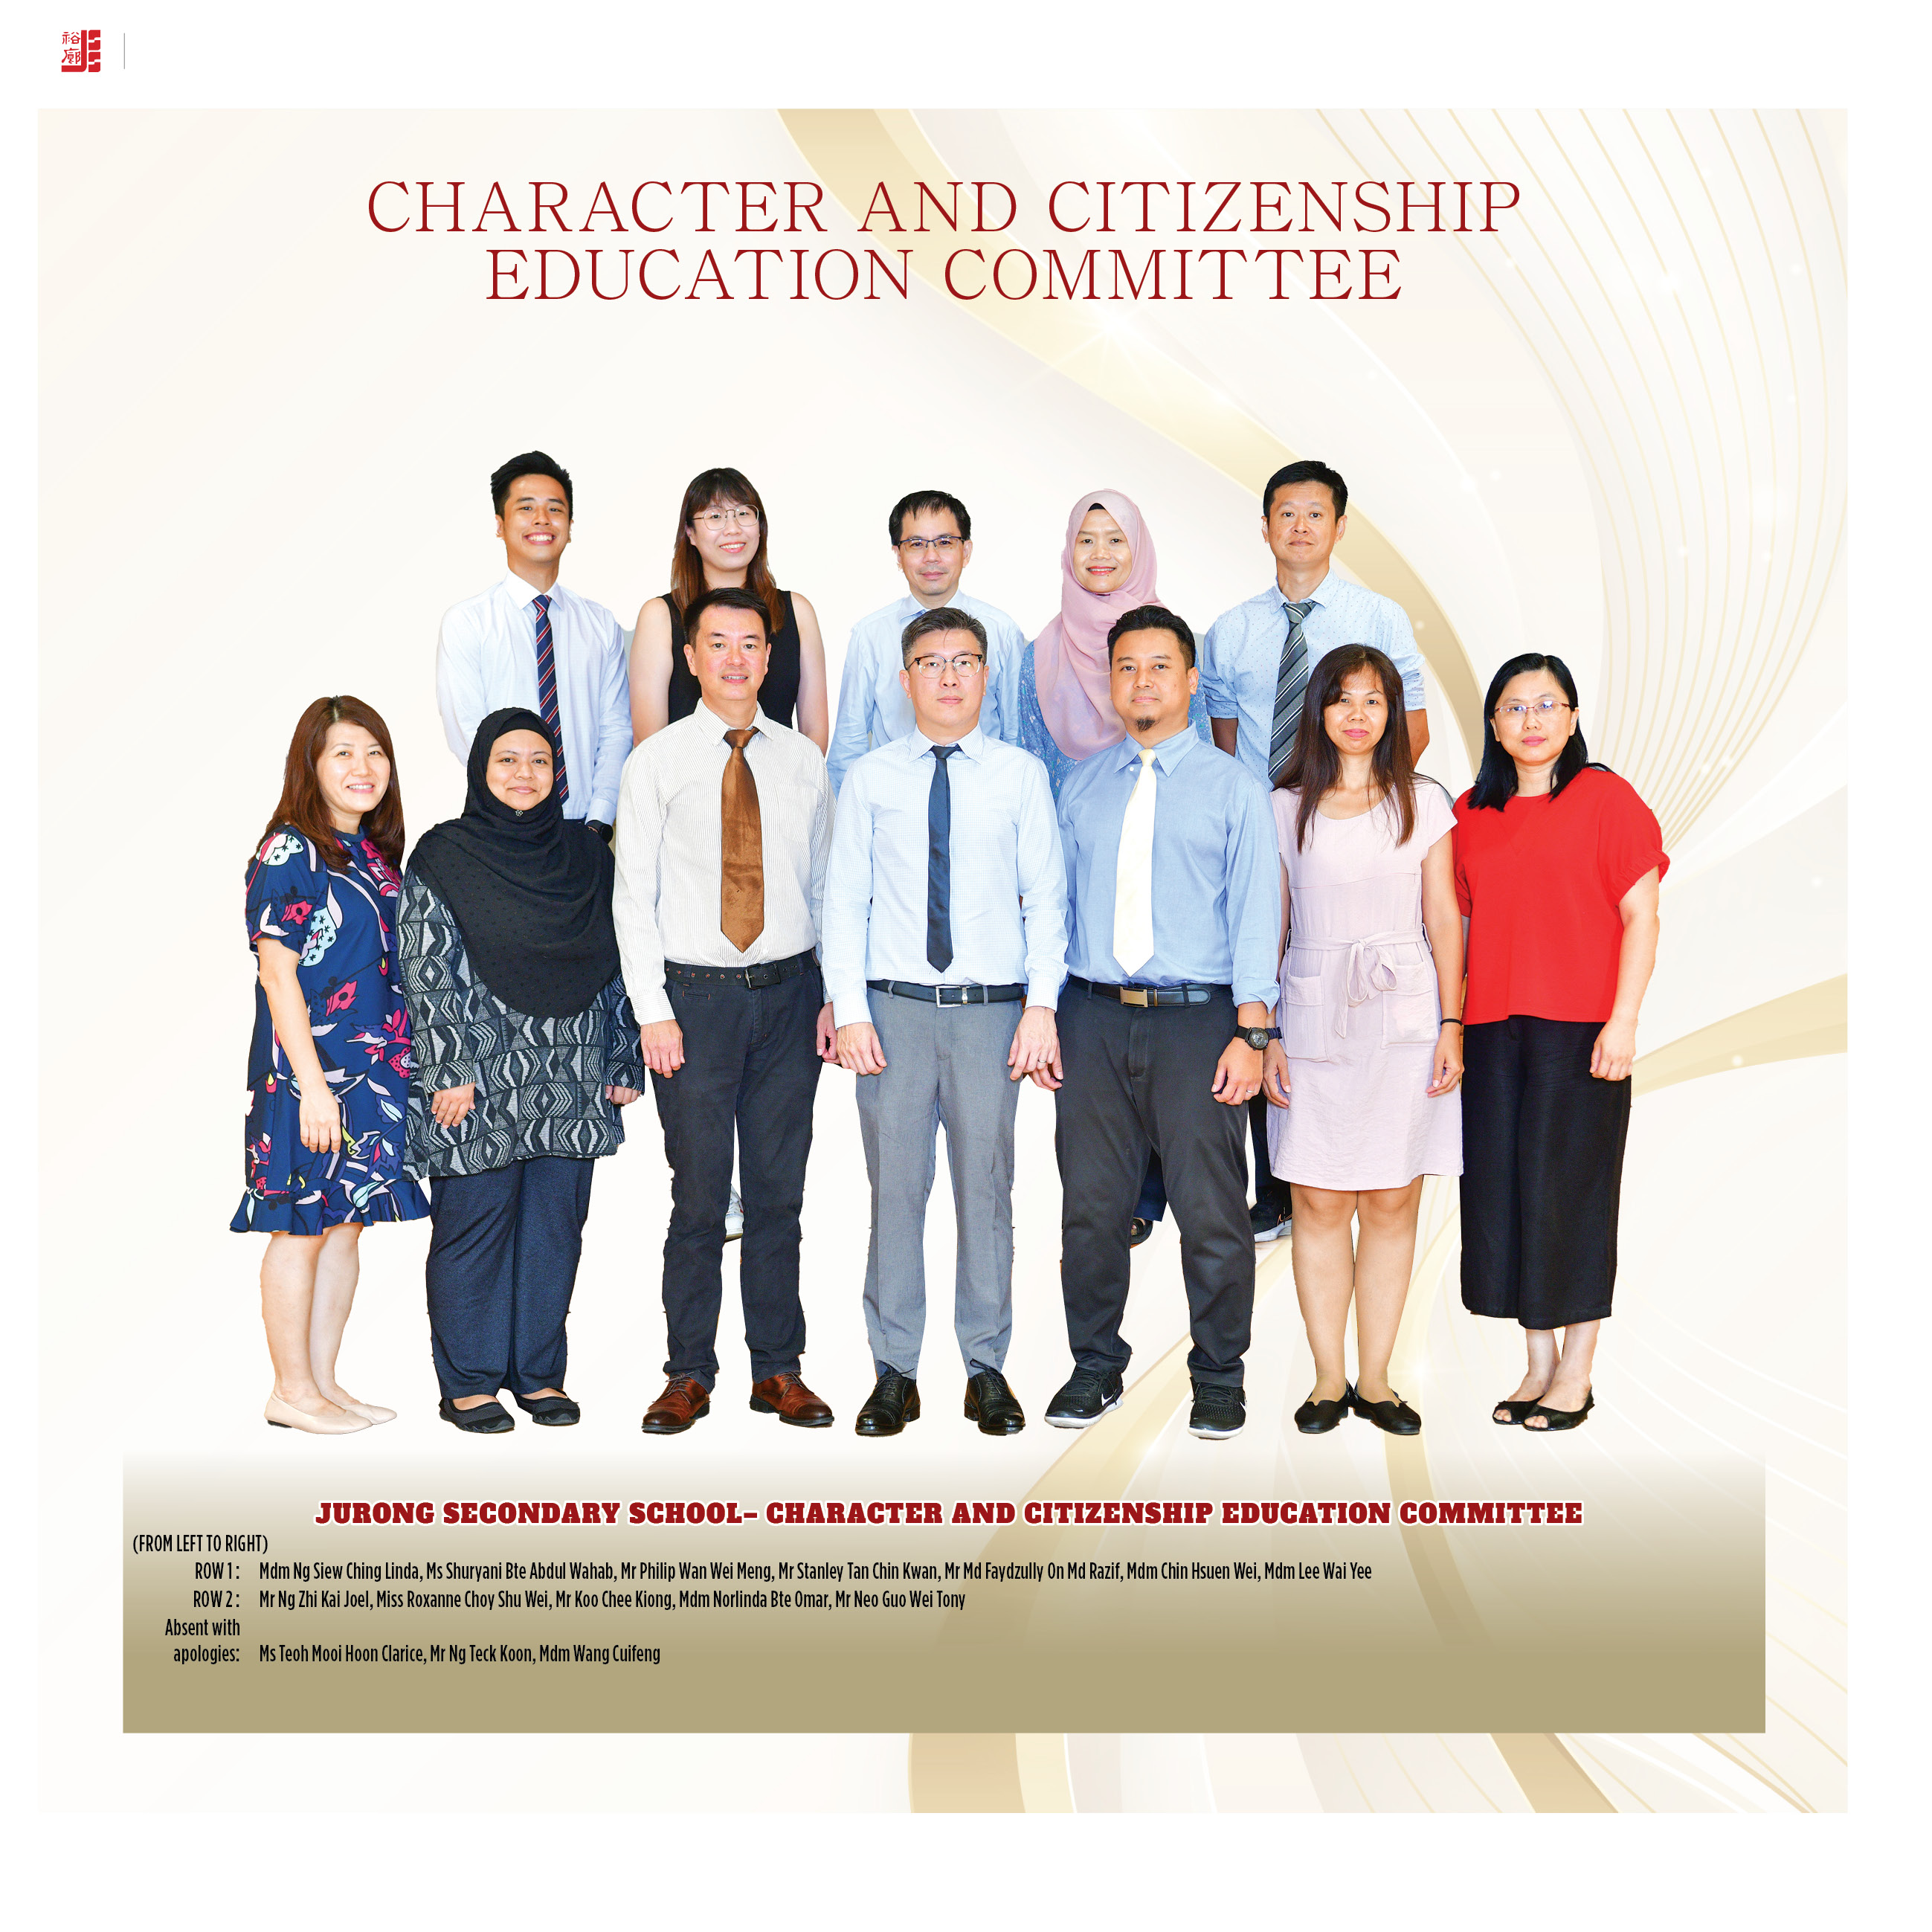 裕廊
CHARACTER AND CITIZENSHIP
EDUCATION COMMITTEE
JURONG SECONDARY SCHOOL– CHARACTER AND CITIZENSHIP EDUCATION COMMITTEE
(FROM LEFT TO RIGHT)
ROW 1 : Mdm Ng Siew Ching Linda, Ms Shuryani Bte Abdul Wahab, Mr Philip Wan Wei Meng, Mr Stanley Tan Chin Kwan, Mr Md Faydzully On Md Razif, Mdm Chin Hsuen Wei, Mdm Lee Wai Yee
ROW 2 : Mr Ng Zhi Kai Joel, Miss Roxanne Choy Shu Wei, Mr Koo Chee Kiong, Mdm Norlinda Bte Omar, Mr Neo Guo Wei Tony
Absent with
apologies: Ms Teoh Mooi Hoon Clarice, Mr Ng Teck Koon, Mdm Wang Cuifeng